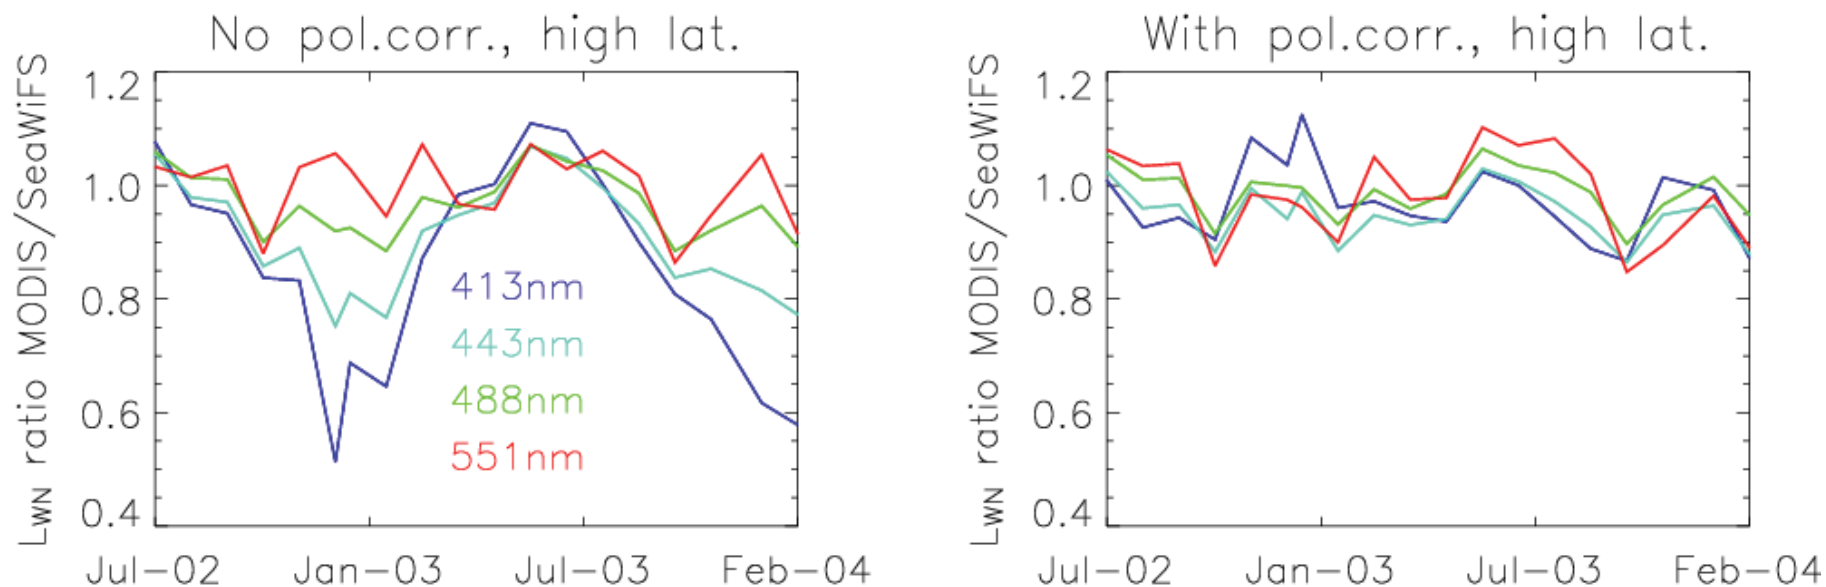 No pol.corr., high lat.
LWN ratio MODIS/SeaWiFS
1.2
1.0
0.8
0.6
0.4
413nm
443nm
488nm
551nm
Jul-02 Jan-03 Jul-03 Feb-04
With pol.corr., high lat.
LWN ratio MODIS/SeaWiFS
1.2
1.0
0.8
0.6
0.4
Jul-02 Jan-03 Jul-03 Feb-04